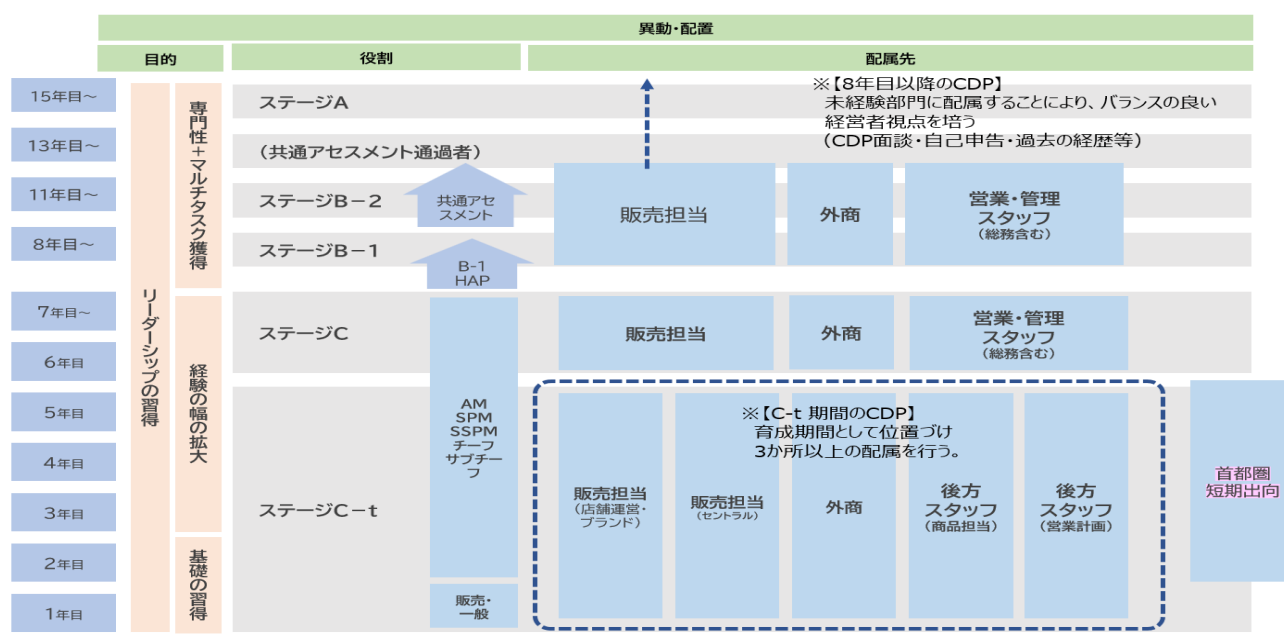 異動・配置
目的
役割
配属先
15年目～
13年目～
11年目～
8年目～
7年目～
6年目
5年目
4年目
3年目
2年目
1年目
リーダーシップの習得
専門性＋マルチタスク獲得
経験の幅の拡大
基礎の習得
ステージA
(共通アセスメント通過者)
ステージB－2
ステージB－1
ステージC
ステージC－t
共通アセ
スメント
B-1
HAP
AM
SPM
SSPM
チーフ
サブチー
フ
販売・
一般
※【8年目以降のCDP】
未経験部門に配属することにより、バランスの良い
経営者視点を培う
(CDP面談・自己申告・過去の経歴等)
販売担当
外商
営業・管理
スタッフ
(総務含む)
販売担当
外商
営業・管理
スタッフ
(総務含む)
※【C-t 期間のCDP】
育成期間として位置づけ
3か所以上の配属を行う。
販売担当
(店舗運営・
ブランド)
販売担当
(セントラル)
外商
後方
スタッフ
(商品担当)
後方
スタッフ
(営業計画)
首都圏
短期出向